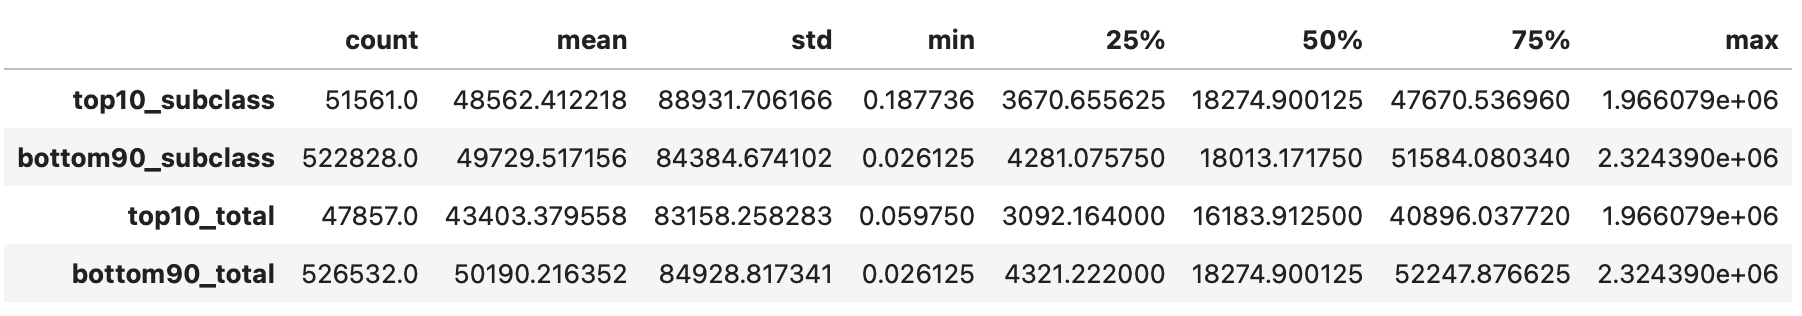 count mean std min 25% 50% 75% max
top10_subclass 51561.0 48562.412218 88931.706166 0.187736 3670.655625 18274.900125 47670.536960 1.966079e+06
bottom90_subclass 522828.0 49729.517156 84384.674102 0.026125 4281.075750 18013.171750 51584.080340 2.324390e+06
top10_total 47857.0 43403.379558 83158.258283 0.059750 3092.164000 16183.912500 40896.037720 1.966079e+06
bottom90_total 526532.0 50190.216352 84928.817341 0.026125 4321.222000 18274.900125 52247.876625 2.324390e+06